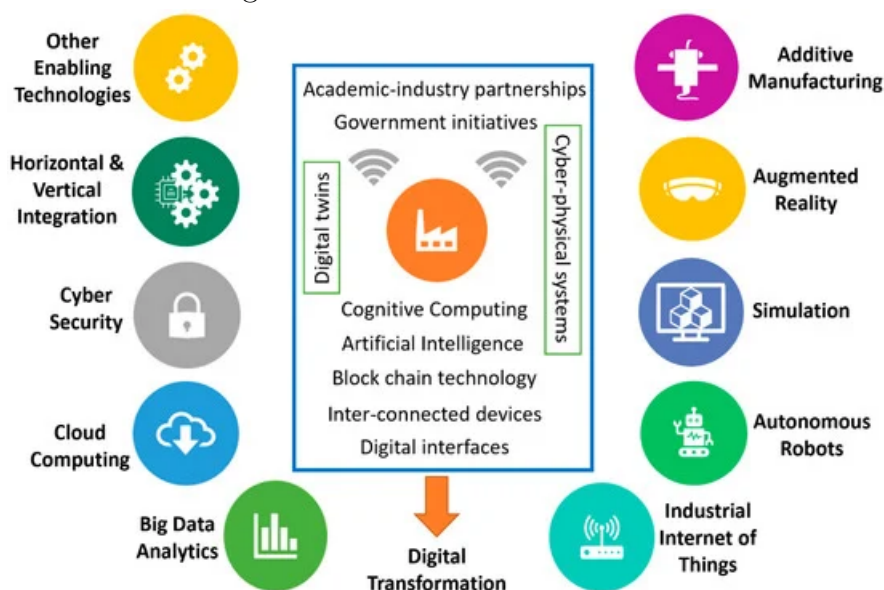 Other
Enabling
Technologies
Horizontal &
Vertical
Integration
Cyber
Security
Cloud
Computing
Big Data
Analytics
Academic-industry partnerships
Government initiatives
Digital twins
Cyber-physical systems
Cognitive Computing
Artificial Intelligence
Block chain technology
Inter-connected devices
Digital interfaces
Digital
Transformation
Additive
Manufacturing
Augmented
Reality
Simulation
Autonomous
Robots
Industrial
Internet of
Things